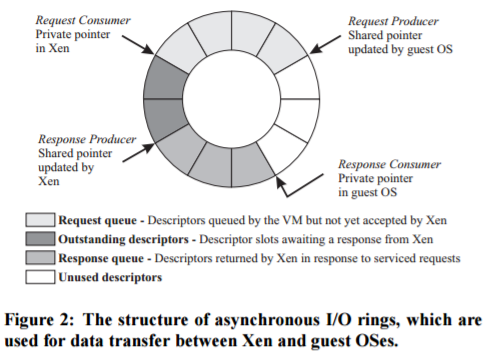 Request Consumer
Private pointer
in Xen
Request Producer
Shared pointer
updated by guest OS
Response Producer
Shared pointer
updated by
Xen
Response Consumer
Private pointer
in guest OS
Request queue - Descriptors queued by the VM but not yet accepted by Xen
Outstanding descriptors - Descriptor slots awaiting a response from Xen
Response queue - Descriptors returned by Xen in response to serviced requests
Unused descriptors
Figure 2: The structure of asynchronous I/O rings, which are
used for data transfer between Xen and guest OSes.